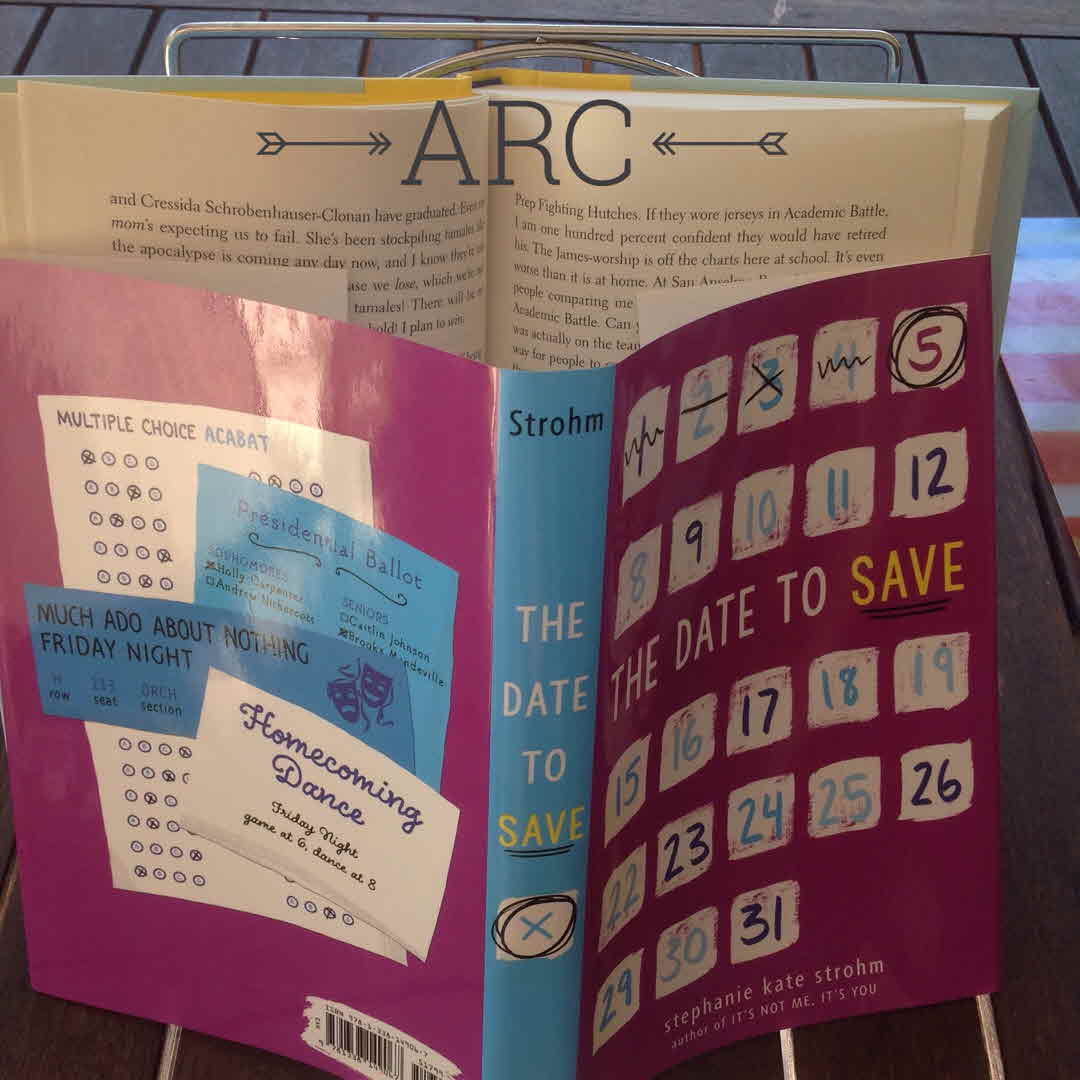 ARC
and Cressida Schrobenhauser-Clonan have graduated. Even
mom's expecting us to fail. She's been stockpiling tamales
the apocalypse is coming any day now, and I know they're
ase we lose, which we're
tamales! There will be
hold! I plan to win.
Prep Fighting Hutches. If they wore jerseys in Academic Battle,
I am one hundred percent confident they would have retired
his. The James-worship is off the charts here at school. It's even
worse than it is at home. At San Anselmo
people comparing me
Academic Battle. Can
was actually on the team
way for people to
MULTIPLE CHOICE ACABAT
Presidential Ballot
SOPHOMORES
Holly Carpenter
Andrew
SENIORS
Caitlin Johnson
Brooks Mandeville
MUCH ADO ABOUT NOTHING
FRIDAY NIGHT
H 113 ORCH
row seat section
Homecoming
Dance
Friday Night
game at 6, dance at 8
ISBN 978-1-338-14906-7
Strohm
THE
DATE
TO
SAVE
2 3 4 5
8 9 10 11 12
THE DATE TO SAVE
15 16 17 18 19
22 23 24 25 26
29 30 31
stephanie kate strohm
author of IT'S NOT ME, IT'S YOU